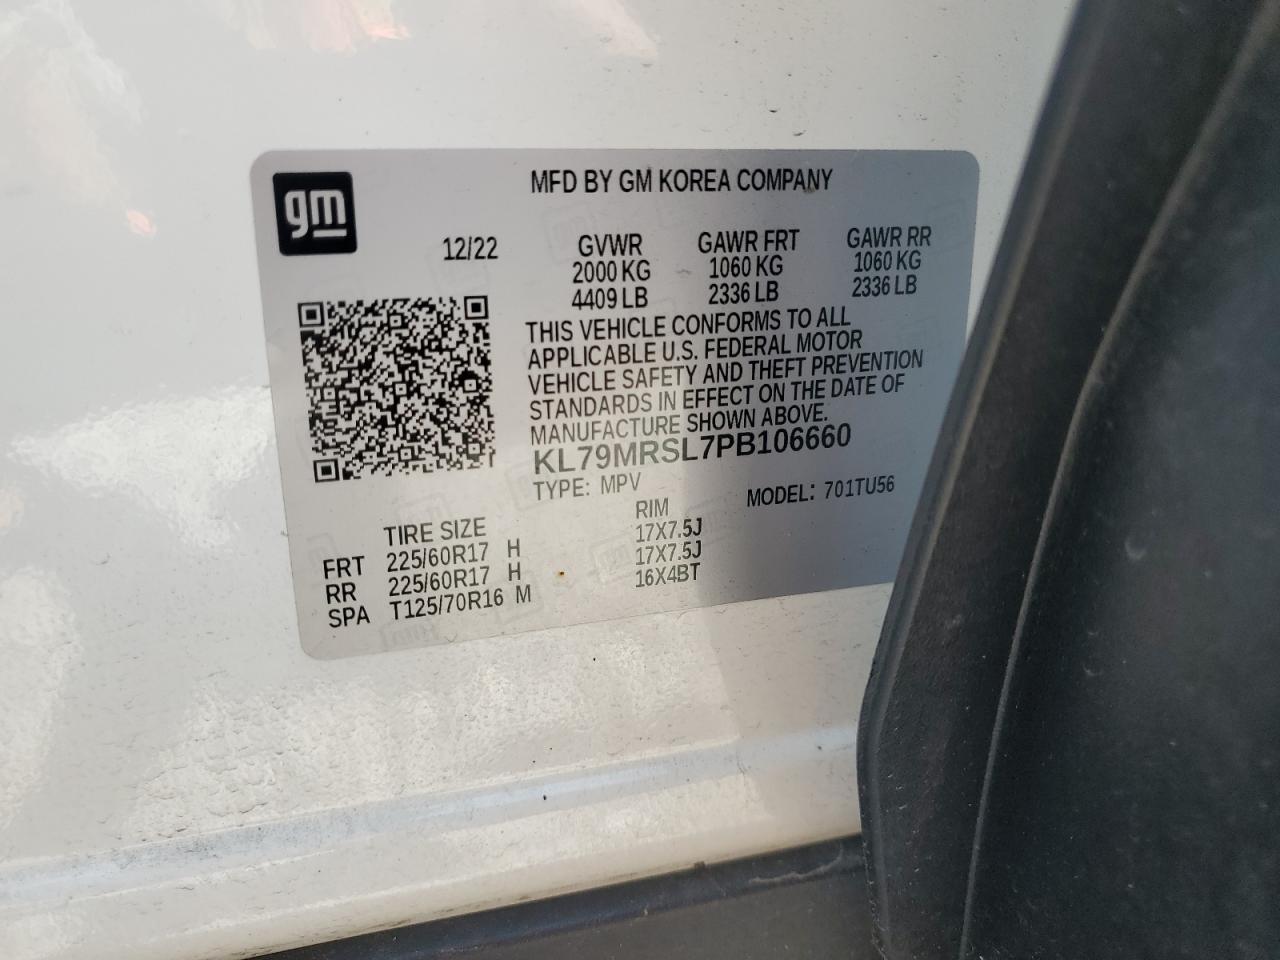 gm
MFD BY GM KOREA COMPANY
12/22
GVWR GAWR FRT GAWR RR
2000 KG 1060 KG 1060 KG
4409 LB 2336 LB 2336 LB
THIS VEHICLE CONFORMS TO ALL
APPLICABLE U.S. FEDERAL MOTOR
VEHICLE SAFETY AND THEFT PREVENTION
STANDARDS IN EFFECT ON THE DATE OF
MANUFACTURE SHOWN ABOVE.
KL79MRSL7PB106660
TYPE: MPV MODEL: 701TU56
TIRE SIZE RIM
FRT 225/60R17 H 17X7.5J
RR 225/60R17 H 17X7.5J
SPA T125/70R16 M 16X4BT